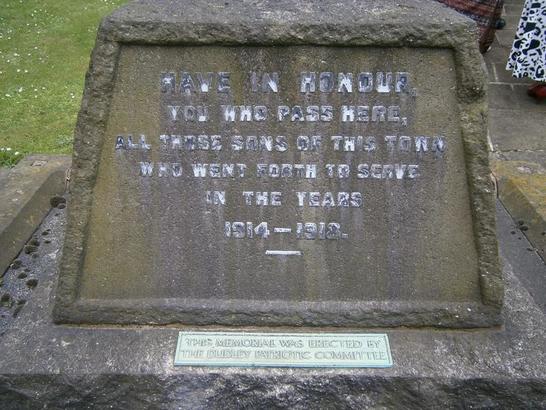 HAVE IN HONOUR,
YOU WHO PASS HERE,
ALL THOSE SONS OF THIS TOWN
WHO WENT FORTH TO SERVE
IN THE YEARS
1914-1918.
THIS MEMORIAL WAS ERECTED BY
THE DUDLEY PATRIOTIC COMMITTEE